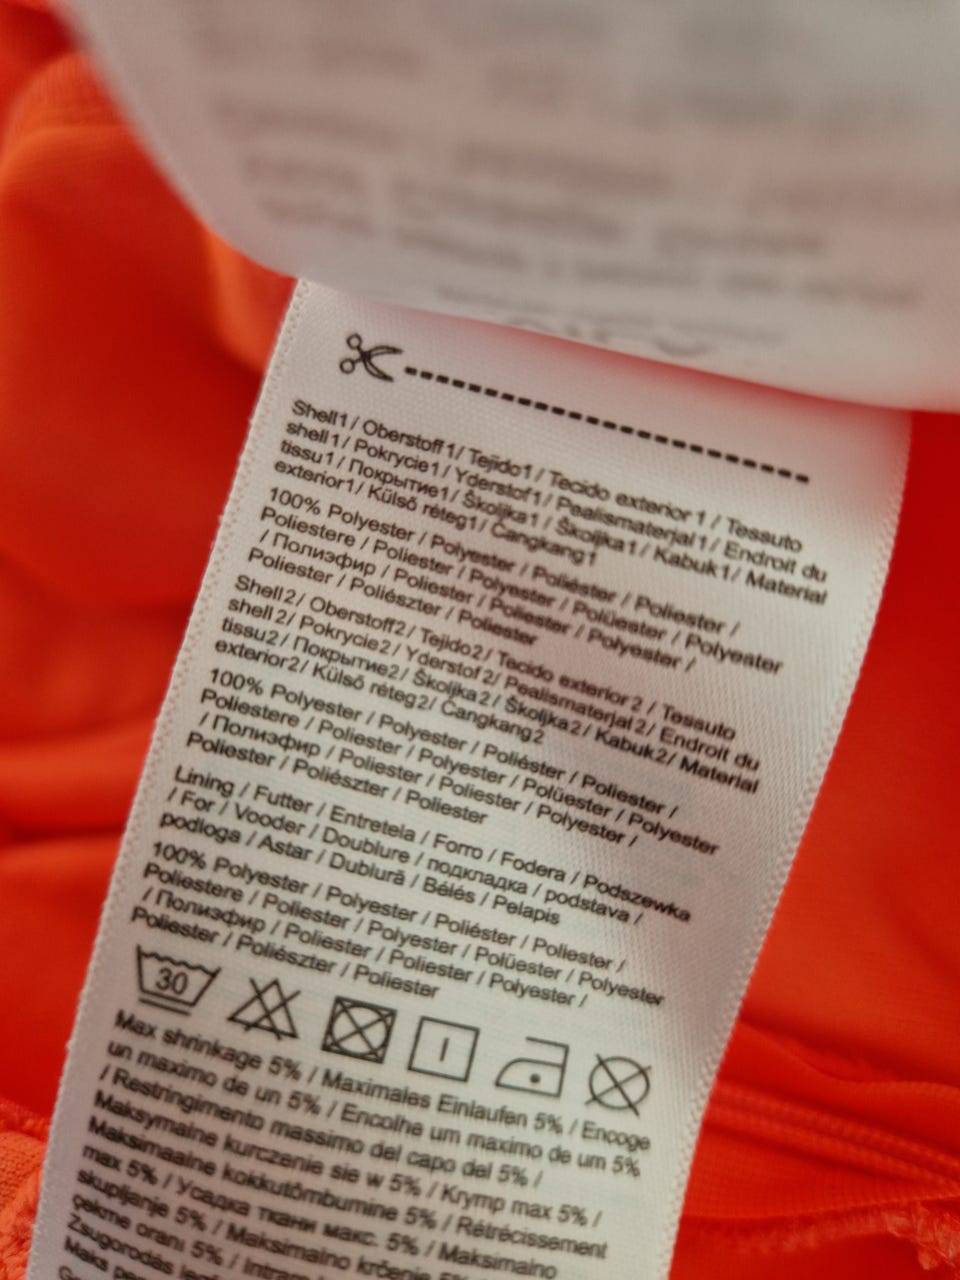 Shell1/ Oberstoff1/ Tejido1/ Tecido exterior1/ Tessuto
shell1/ Pokrycie1/ Yderstof1/ Pealismaterjal1/ Endroit du
tissu1/ Покрытие1/ Školjka1/ Školjka1/ Kabuk1/ Material
exterior1/ Külső réteg1/ Cangkang1
100% Polyester / Polyester / Poliéster / Poliester /
Poliestere / Poliester / Polyester / Polüester / Polyester
/ Полиэфир / Poliester / Poliester / Polyester /
Poliester / Poliészter / Poliester
Shell2/ Oberstoff2/ Tejido2/ Tecido exterior2/ Tessuto
shell2/ Pokrycie2/ Yderstof2/ Pealismaterjal2/ Endroit du
tissu2/ Покрытие2/ Školjka2/ Školjka2/ Kabuk2/ Material
exterior2/ Külső réteg2/ Cangkang2
100% Polyester / Polyester / Poliéster / Poliester /
Poliestere / Poliester / Polyester / Polüester / Polyester
/ Полиэфир / Poliester / Poliester / Polyester /
Poliester / Poliészter / Poliester
Lining / Futter / Entretela / Forro / Fodera / Podszewka
/ For / Vooder / Doublure / подкладка / podstava /
podloga / Astar / Dublură / Bélés / Pelapis
100% Polyester / Polyester / Poliéster / Poliester /
Poliestere / Poliester / Polyester / Polüester / Polyester
/ Полиэфир / Poliester / Poliester / Polyester /
Poliester / Poliészter / Poliester
30
Max shrinkage 5% / Maximales Einlaufen 5% / Encoge
un maximo de un 5% / Encolhe um maximo de um 5%
/ Restringimento massimo del capo del 5% /
Maksymalne kurczenie sie w 5% / Krymp max 5% /
Maksimaalne kokkutõmbumine 5% / Rétrécissement
max 5% / Усадка ткани макс. 5% / Maksimalno
skupljanje 5% / Maksimalno krčenje 5%
çekme orani 5% /
Zsugorodás
Maks